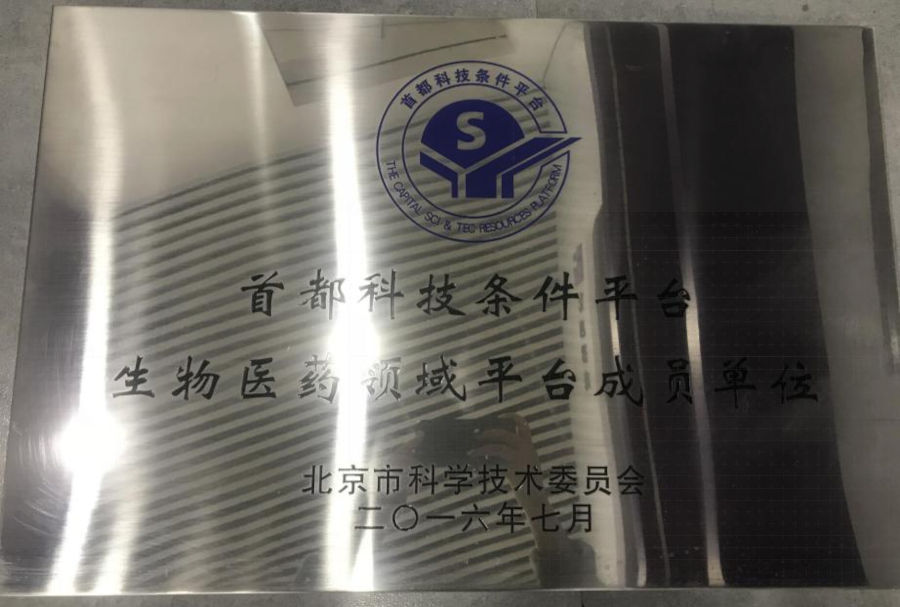 首都科技条件平台
S
THE CAPITAL SCI & TEC RESOURCES PLATFORM
首都科技条件平台
生物医药领域平台成员单位
北京市科学技术委员会
二〇一六年七月